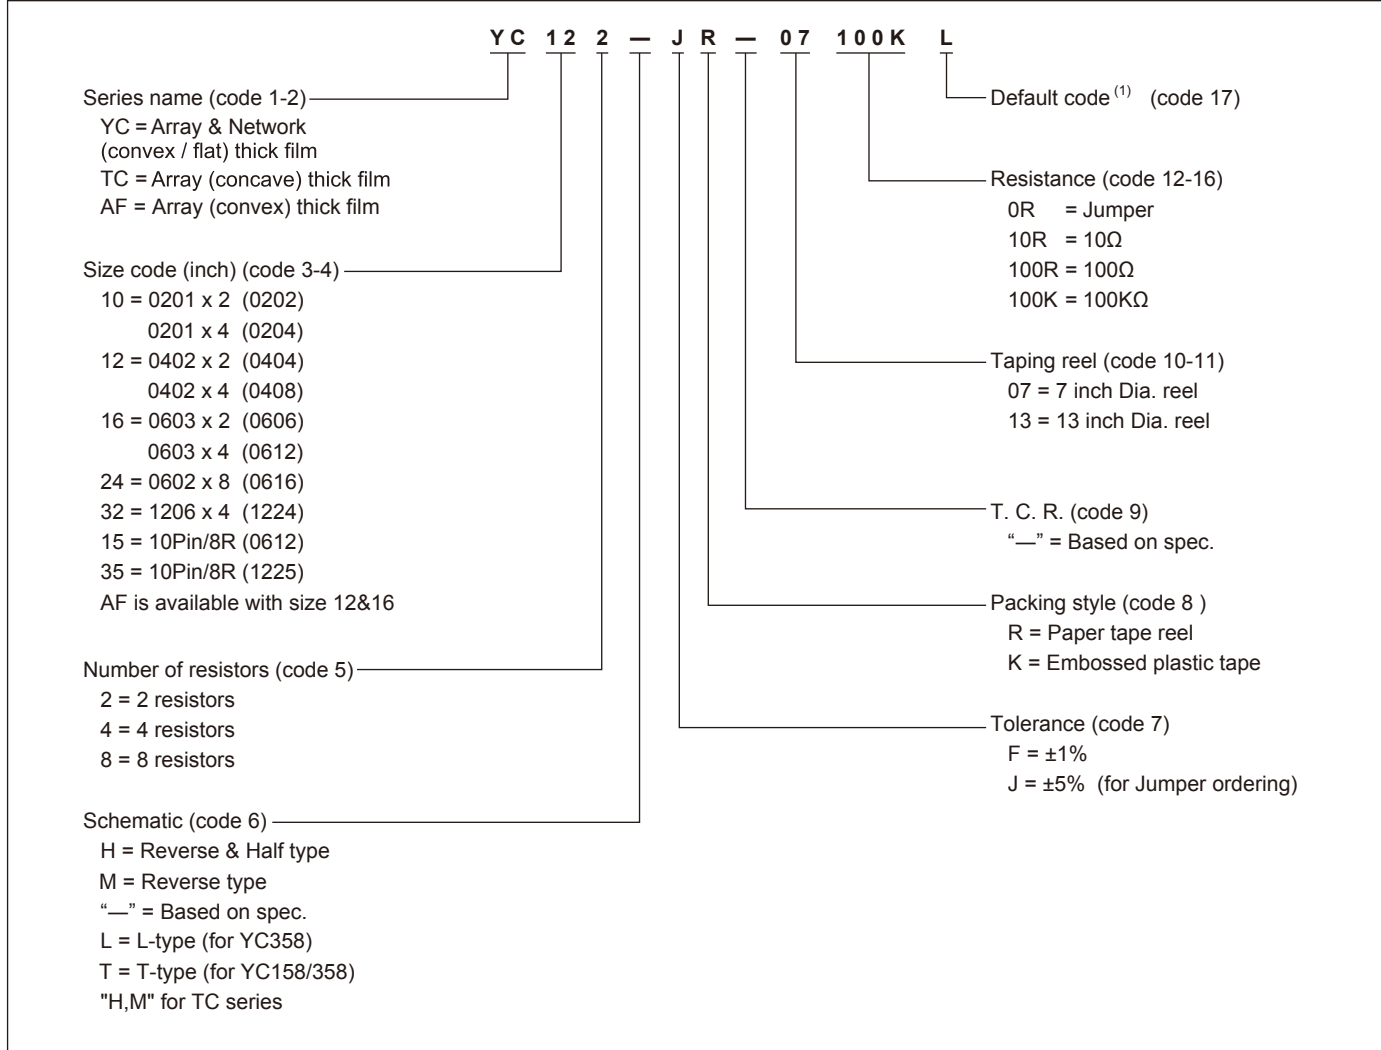 YC 12 2 — J R — 07 100K L
Series name (code 1-2)
YC = Array & Network
(convex / flat) thick film
TC = Array (concave) thick film
AF = Array (convex) thick film
Size code (inch) (code 3-4)
10 = 0201 x 2 (0202)
0201 x 4 (0204)
12 = 0402 x 2 (0404)
0402 x 4 (0408)
16 = 0603 x 2 (0606)
0603 x 4 (0612)
24 = 0602 x 8 (0616)
32 = 1206 x 4 (1224)
15 = 10Pin/8R (0612)
35 = 10Pin/8R (1225)
AF is available with size 12&16
Number of resistors (code 5)
2 = 2 resistors
4 = 4 resistors
8 = 8 resistors
Schematic (code 6)
H = Reverse & Half type
M = Reverse type
“—” = Based on spec.
L = L-type (for YC358)
T = T-type (for YC158/358)
"H,M" for TC series
Default code (1) (code 17)
Resistance (code 12-16)
0R = Jumper
10R = 10Ω
100R = 100Ω
100K = 100KΩ
Taping reel (code 10-11)
07 = 7 inch Dia. reel
13 = 13 inch Dia. reel
T. C. R. (code 9)
“—” = Based on spec.
Packing style (code 8 )
R = Paper tape reel
K = Embossed plastic tape
Tolerance (code 7)
F = ±1%
J = ±5% (for Jumper ordering)